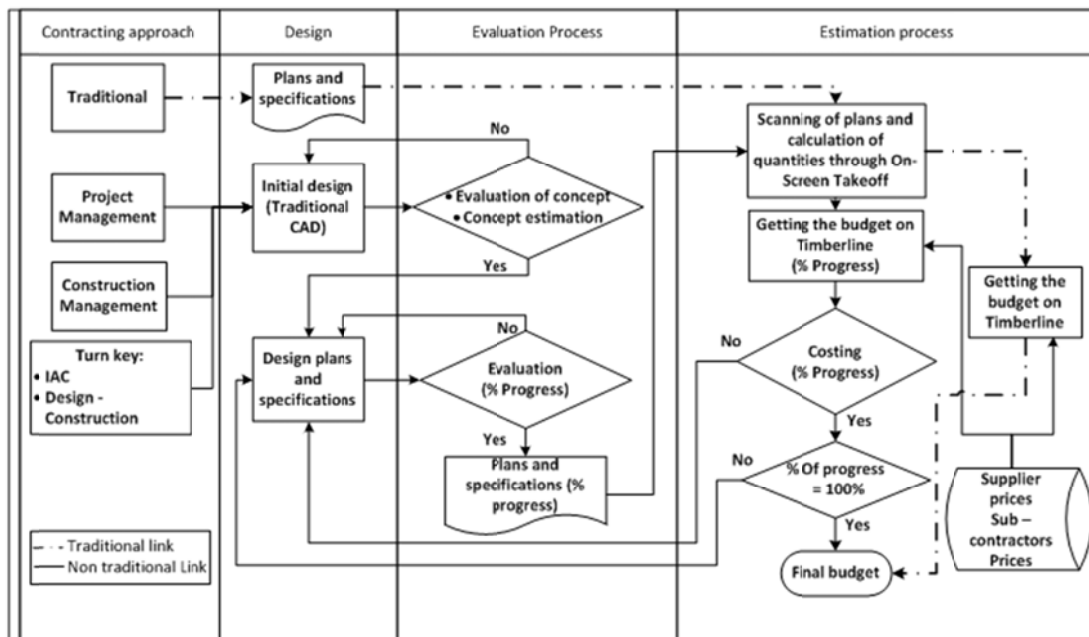 Contracting approach
Design
Evaluation Process
Estimation process
Traditional
Plans and
specifications
Scanning of plans and
calculation of
quantities through On-
Screen Takeoff
No
Project
Management
Initial design
(Traditional
CAD)
• Evaluation of concept
• Concept estimation
Getting the budget on
Timberline
(% Progress)
Yes
Construction
Management
Getting the
budget on
Timberline
Turn key:
• IAC
• Design -
Construction
Design plans
and
specifications
No
Evaluation
(% Progress)
No
Costing
(% Progress)
Yes
Yes
Plans and
specifications (%
progress)
No
% Of progress
= 100%
Supplier
prices
Sub –
contractors
Prices
Yes
Final budget
Traditional link
Non traditional Link